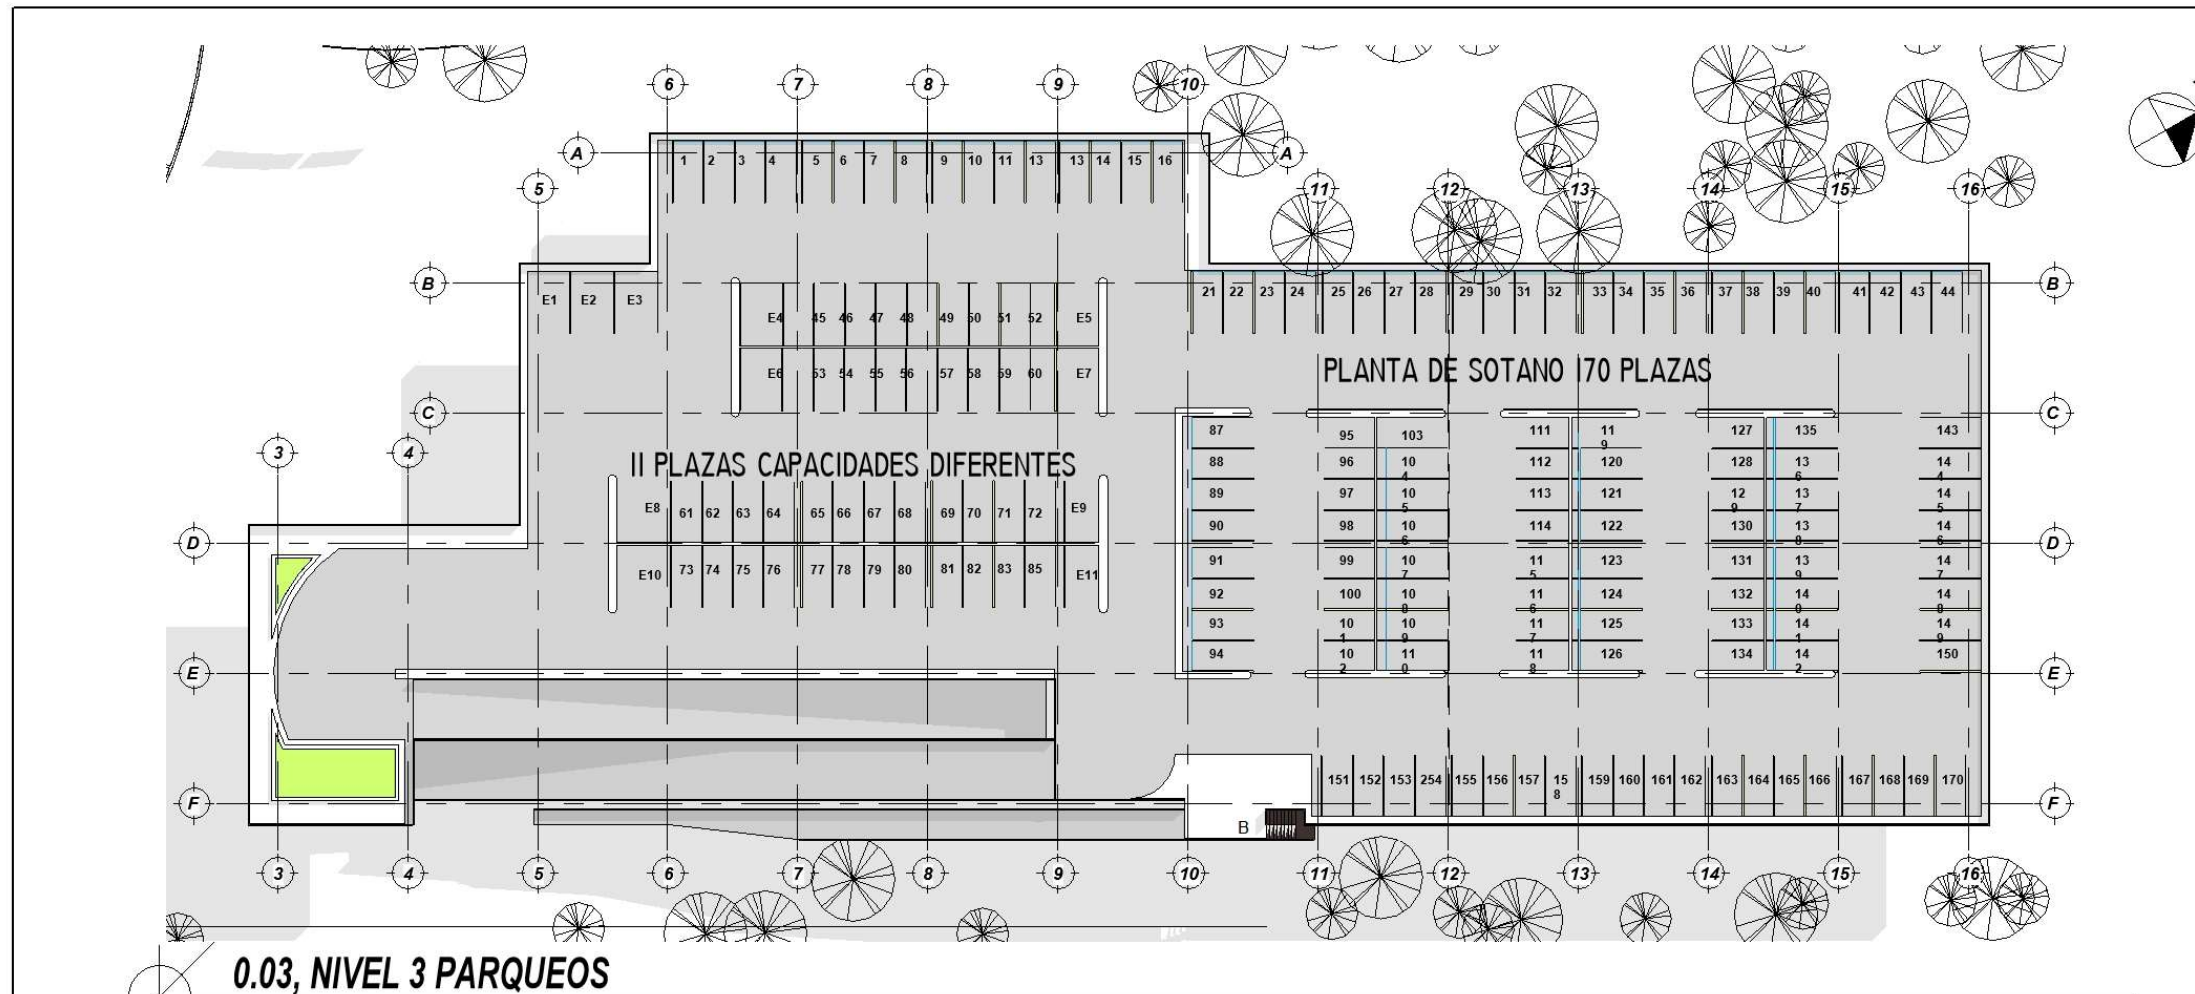 6 7 8 9 10
A A
1 2 3 4 5 6 7 8 9 10 11 13 13 14 15 16
5 11 12 13 14 15 16
B B
E1 E2 E3
21 22 23 24 25 26 27 28 29 30 31 32 33 34 35 36 37 38 39 40 41 42 43 44
E4 45 46 47 48 49 50 51 52 E5
E6 53 54 55 56 57 58 59 60 E7
PLANTA DE SOTANO 170 PLAZAS
C C
3 4
11 PLAZAS CAPACIDADES DIFERENTES
87 95 103 111 119 127 135 143
88 96 104 112 120 128 136 144
89 97 105 113 121 129 137 145
90 98 106 114 122 130 138 146
E8 61 62 63 64 65 66 67 68 69 70 71 72 E9
D D
91 99 107 115 123 131 139 147
E10 73 74 75 76 77 78 79 80 81 82 83 85 E11
92 100 108 116 124 132 140 148
93 101 109 117 125 133 141 149
94 102 110 118 126 134 142 150
E E
151 152 153 254 155 156 157 158 159 160 161 162 163 164 165 166 167 168 169 170
F F
B
3 4 5 6 7 8 9 10 11 12 13 14 15 16
0.03, NIVEL 3 PARQUEOS